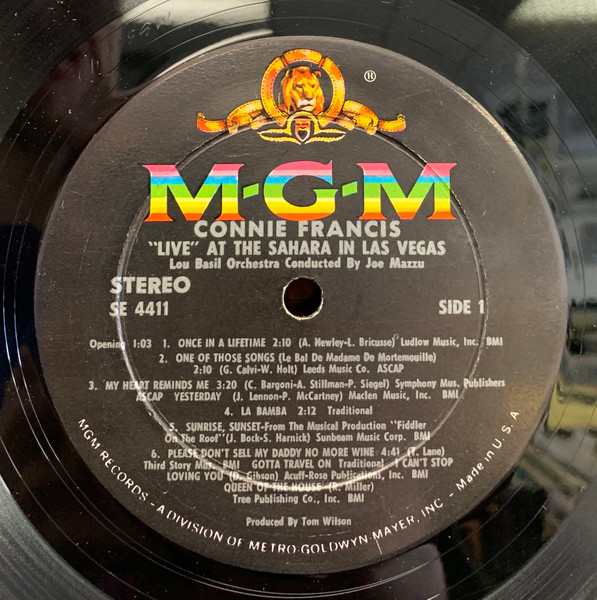 ®
M-G-M
CONNIE FRANCIS
"LIVE" AT THE SAHARA IN LAS VEGAS
Lou Basil Orchestra Conducted By Joe Mazzu
STEREO
SE 4411
SIDE 1
Opening 1:03 1. ONCE IN A LIFETIME 2:10 (A. Newley-L. Bricusse) Ludlow Music, Inc. BMI
2. ONE OF THOSE SONGS (Le Bal De Madame De Mortemouille)
2:10 (G. Calvi-W. Holt) Leeds Music Co. ASCAP
3. MY HEART REMINDS ME 3:20 (C. Bargoni-A. Stillman-P. Siegel) Symphony Mus. Publishers
ASCAP YESTERDAY (J. Lennon-P. McCartney) Maclen Music, Inc. BMI
4. LA BAMBA 2:12 Traditional
5. SUNRISE, SUNSET-From The Musical Production "Fiddler
On The Roof" (J. Bock-S. Harnick) Sunbeam Music Corp. BMI
6. PLEASE DON'T SELL MY DADDY NO MORE WINE 4:41 (T. Lane)
Third Story Mus. BMI GOTTA TRAVEL ON Traditional I CAN'T STOP
LOVING YOU (D. Gibson) Acuff-Rose Publications, Inc. BMI
QUEEN OF THE HOUSE (R. Miller)
Tree Publishing Co., Inc. BMI
Produced By Tom Wilson
MGM RECORDS - A DIVISION OF METRO-GOLDWYN-MAYER, INC. - Made in U.S.A